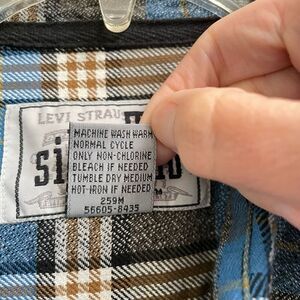 LEVI STRAUSS
MACHINE WASH WARM
NORMAL CYCLE
ONLY NON-CHLORINE
BLEACH IF NEEDED
TUMBLE DRY MEDIUM
HOT IRON IF NEEDED
259M
56605-8435